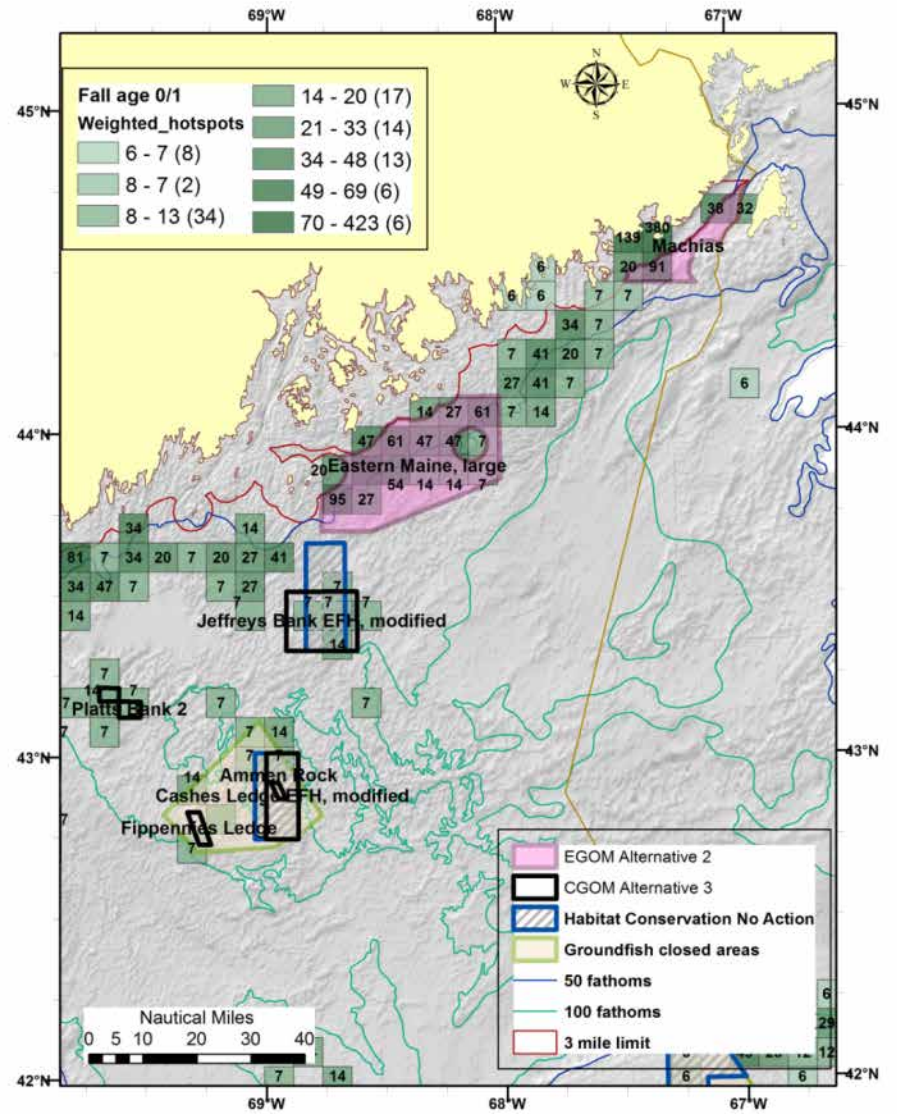 69°W 68°W 67°W
Fall age 0/1
Weighted_hotspots
6 - 7 (8)
8 - 7 (2)
8 - 13 (34)
14 - 20 (17)
21 - 33 (14)
34 - 48 (13)
49 - 69 (6)
70 - 423 (6)
N
W E
S
45°N 45°N
38 32
380
139
Machias
20 91
6
6 6 7 7
34 7
7 41 20 7
27 41 7 6
14 27 61 7 14
44°N 44°N
47 61 47 47 7
20
Eastern Maine, large
54 14 14 7
95 27
34 14
81 7 34 20 7 20 27 41
34 47 7 7 27 7
7 7 7 7
14
Jeffreys Bank EFH, modified
14
7
14 7
7 7 7
Platts Bank 2
7 7 7 14
43°N 43°N
7 7
14
Ammen Rock
Cashes Ledge EFH, modified
7
Fippennies Ledge
7
EGOM Alternative 2
CGOM Alternative 3
Habitat Conservation No Action
Groundfish closed areas
50 fathoms
100 fathoms
3 mile limit
6
29
12
6 6
Nautical Miles
0 5 10 20 30 40
7 14
42°N 42°N
69°W 68°W 67°W